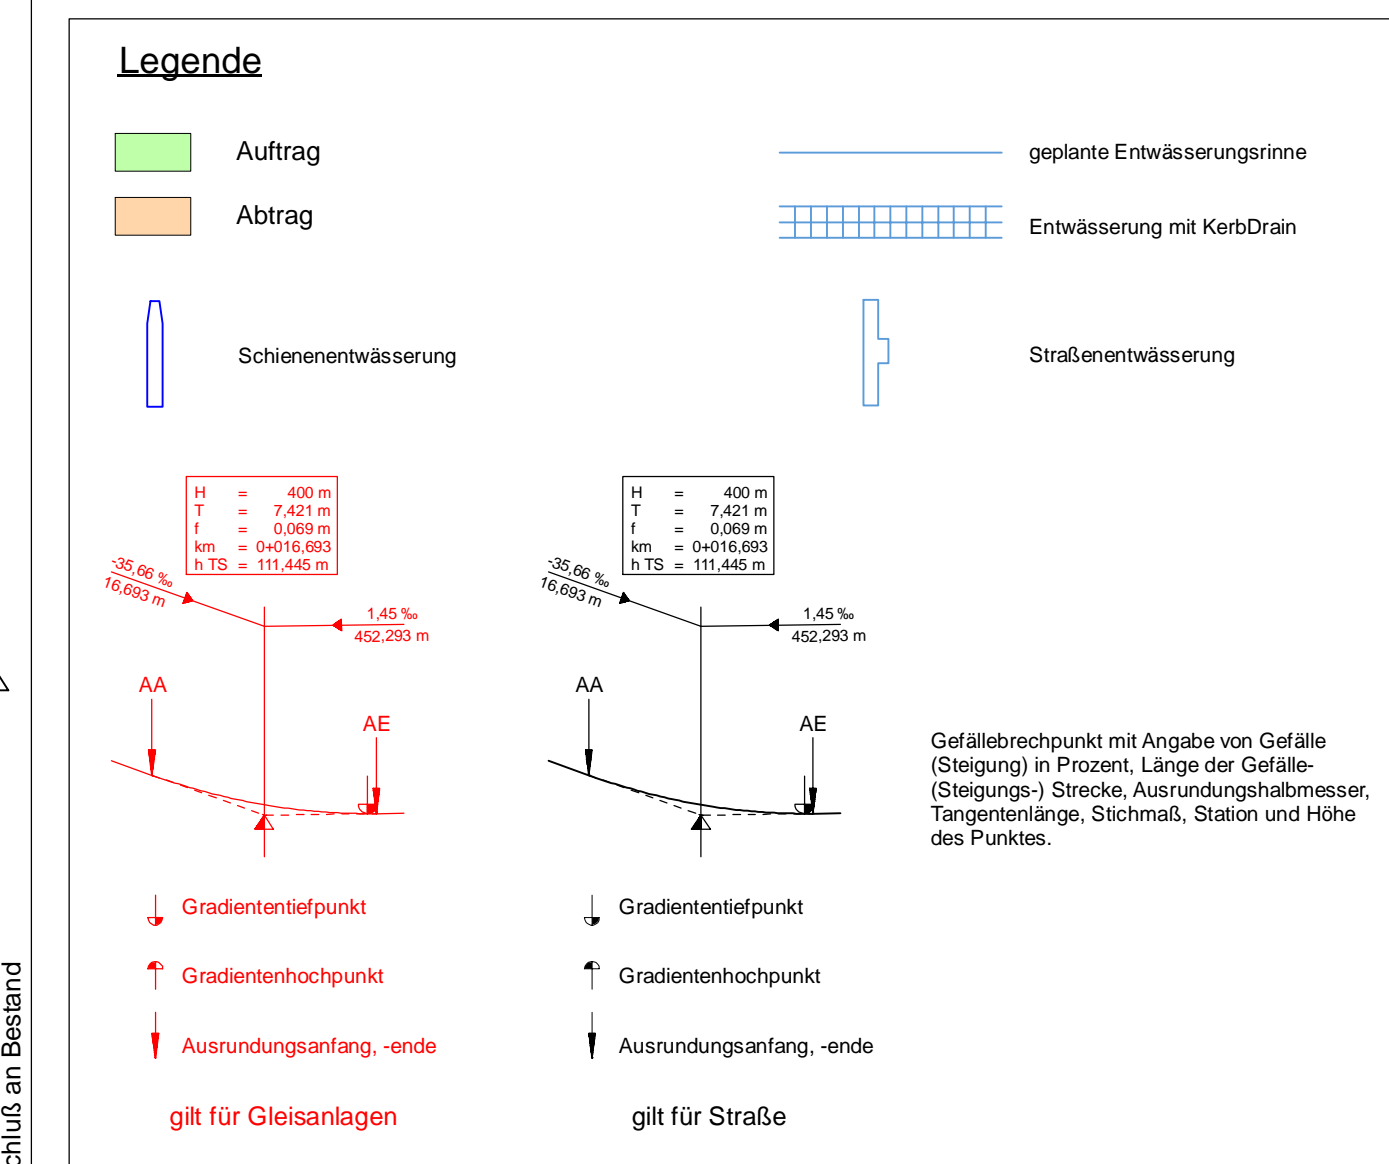 Legende
Auftrag
geplante Entwässerungsrinne
Abtrag
Entwässerung mit KerbDrain
Schienenentwässerung
Straßenentwässerung
H = 400 m
T = 7,421 m
f = 0,069 m
km = 0+016,693
h TS = 111,445 m
-35,66 ‰
16,693 m
1,45 ‰
452,293 m
AA
AE
H = 400 m
T = 7,421 m
f = 0,069 m
km = 0+016,693
h TS = 111,445 m
-35,66 ‰
16,693 m
1,45 ‰
452,293 m
AA
AE
Gefällebrechpunkt mit Angabe von Gefälle
(Steigung) in Prozent, Länge der Gefälle-
(Steigungs-) Strecke, Ausrundungshalbmesser,
Tangentenlänge, Stichmaß, Station und Höhe
des Punktes.
Gradiententiefpunkt
Gradientenhochpunkt
Ausrundungsanfang, -ende
gilt für Gleisanlagen
Gradiententiefpunkt
Gradientenhochpunkt
Ausrundungsanfang, -ende
gilt für Straße
chluß an Bestand